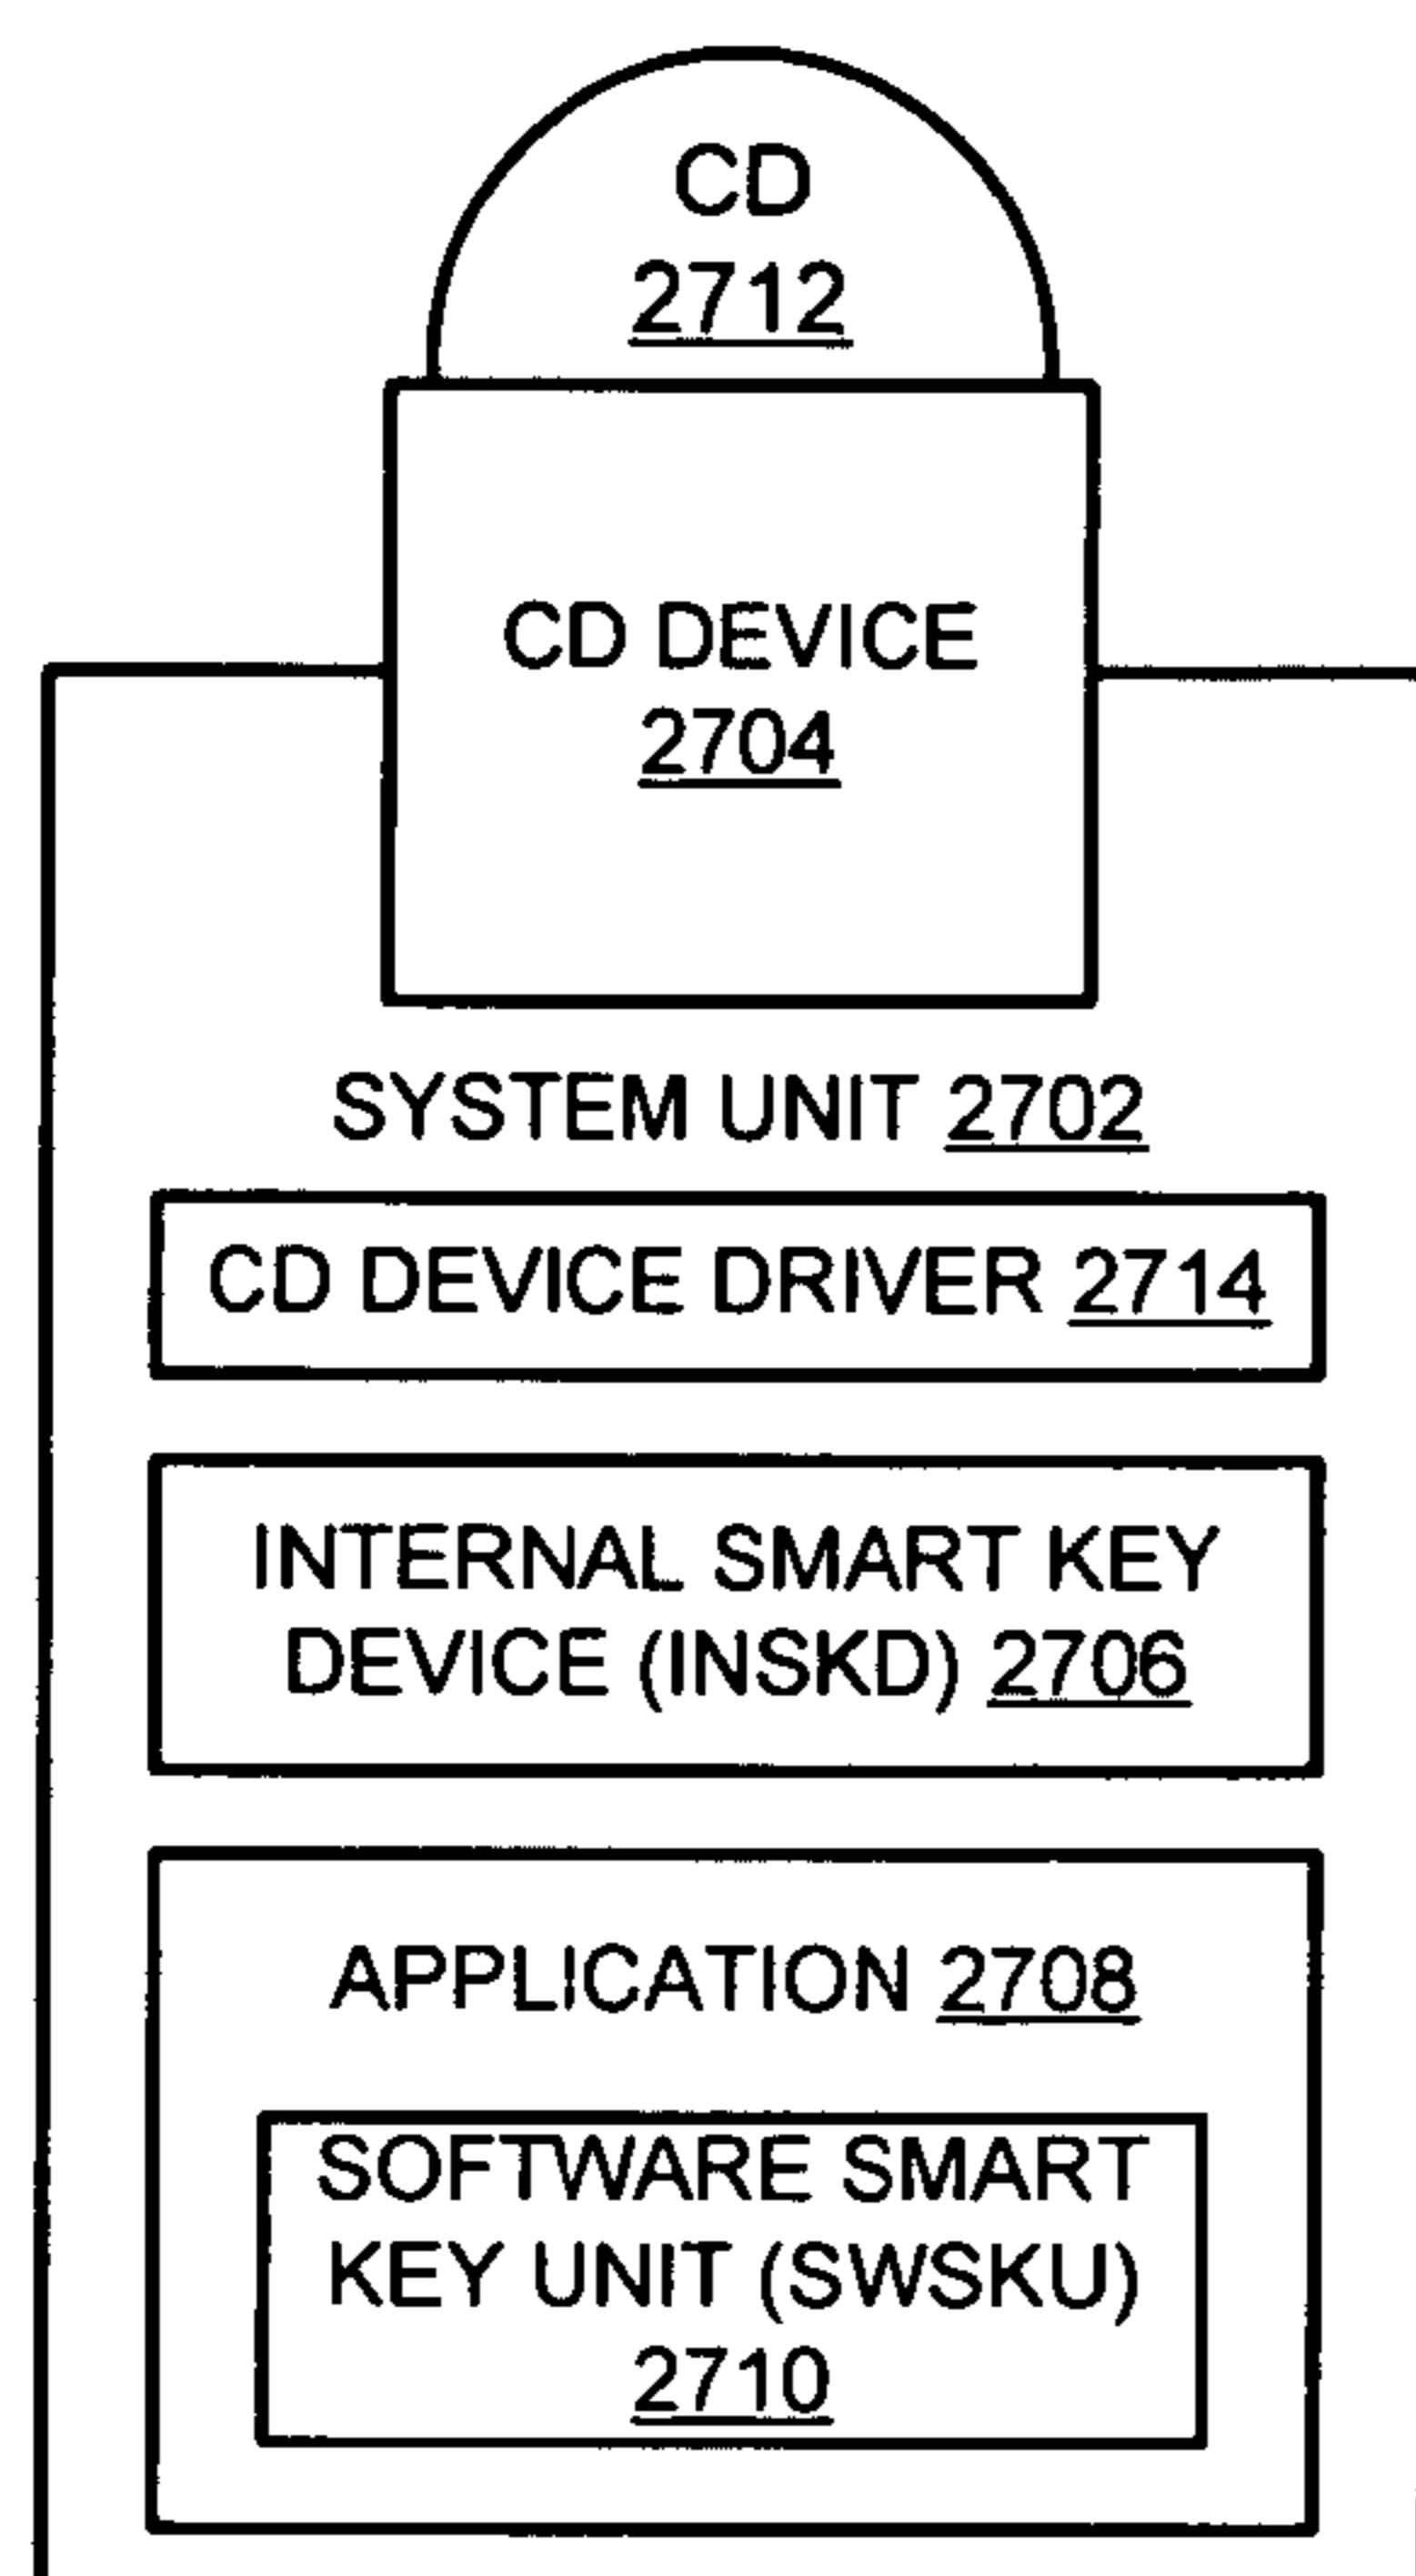 CD
2712
CD DEVICE
2704
SYSTEM UNIT 2702
CD DEVICE DRIVER 2714
INTERNAL SMART KEY
DEVICE (INSKD) 2706
APPLICATION 2708
SOFTWARE SMART
KEY UNIT (SWSKU)
2710